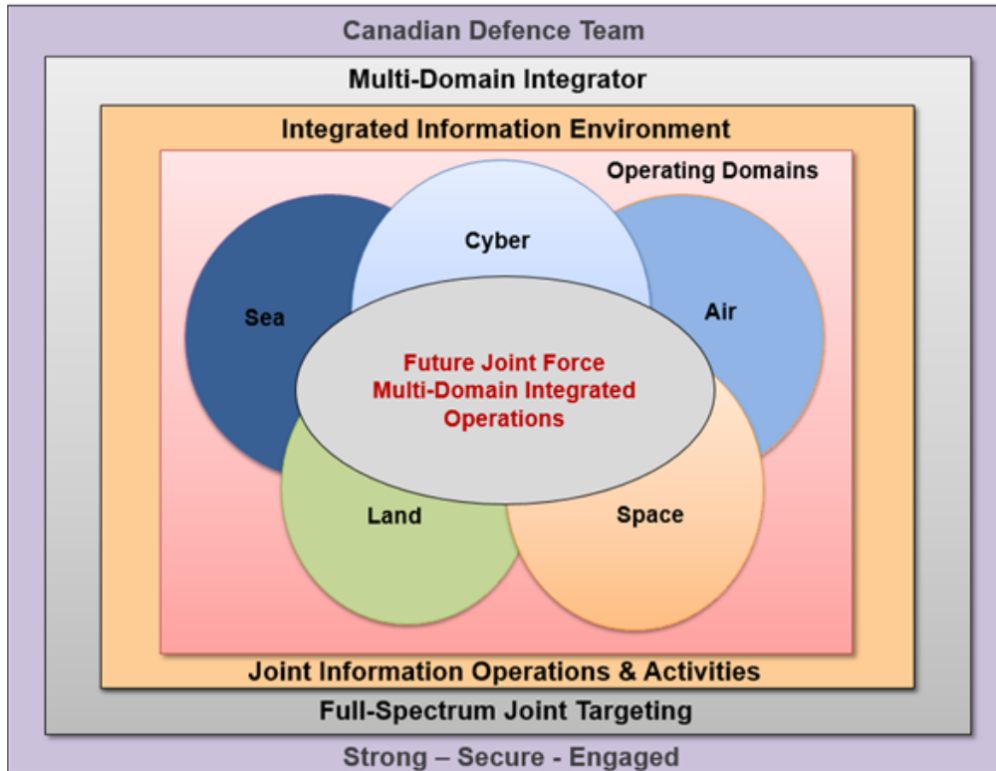 Canadian Defence Team
Multi-Domain Integrator
Integrated Information Environment
Operating Domains
Cyber
Sea
Air
Future Joint Force
Multi-Domain Integrated
Operations
Land
Space
Joint Information Operations & Activities
Full-Spectrum Joint Targeting
Strong – Secure - Engaged